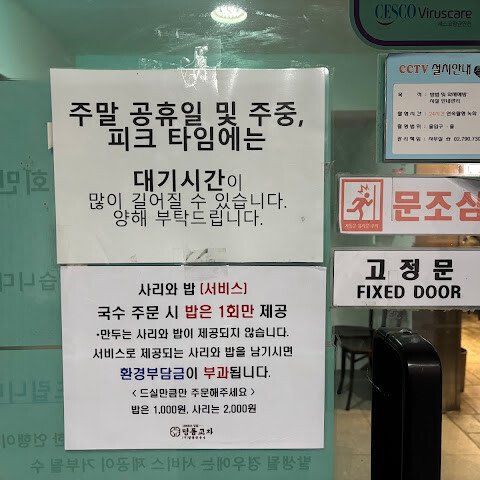 CESCO Viruscare
CCTV 설치안내
주말 공휴일 및 주중,
피크 타임에는
대기시간이
많이 길어질 수 있습니다.
양해 부탁드립니다.
문조심
고정문
FIXED DOOR
사리와 밥 (서비스)
국수 주문 시 밥은 1회만 제공
•만두는 사리와 밥이 제공되지 않습니다.
서비스로 제공되는 사리와 밥을 남기시면
환경부담금이 부과됩니다.
< 드실만큼만 주문해주세요 >
밥은 1,000원, 사리는 2,000원
명동교자